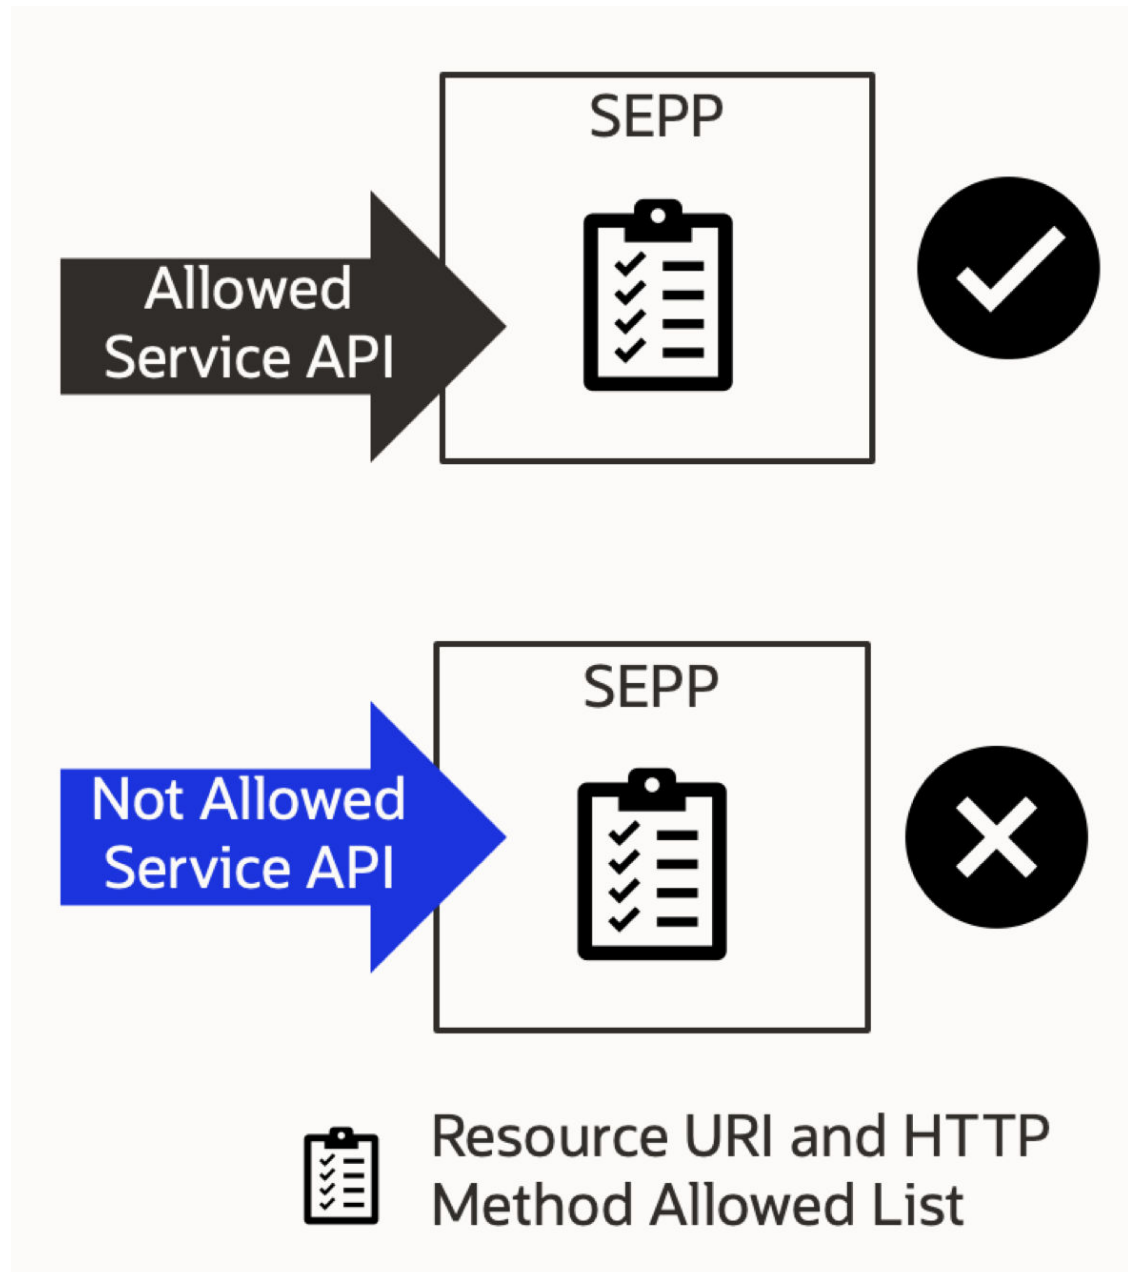 SEPP
Allowed
Service API
SEPP
Not Allowed
Service API
Resource URI and HTTP
Method Allowed List